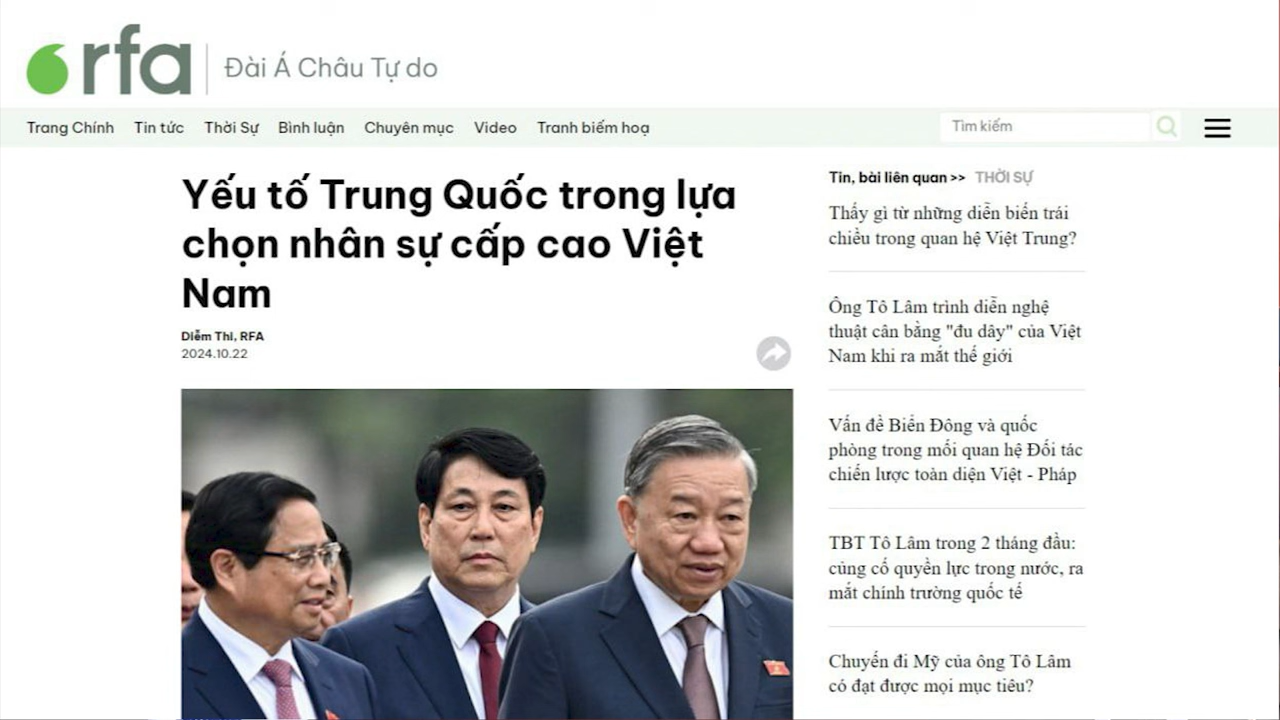 rfa
Đài Á Châu Tự do
Trang Chính Tin tức Thời Sự Bình luận Chuyên mục Video Tranh biếm hoạ
Tìm kiếm
Yếu tố Trung Quốc trong lựa
chọn nhân sự cấp cao Việt
Nam
Diễm Thi, RFA
2024.10.22
Tin, bài liên quan >> THỜI SỰ
Thấy gì từ những diễn biến trái
chiều trong quan hệ Việt Trung?
Ông Tô Lâm trình diễn nghệ
thuật cân bằng "đu dây" của Việt
Nam khi ra mắt thế giới
Vấn đề Biển Đông và quốc
phòng trong mối quan hệ Đối tác
chiến lược toàn diện Việt - Pháp
TBT Tô Lâm trong 2 tháng đầu:
củng cố quyền lực trong nước, ra
mắt chính trường quốc tế
Chuyến đi Mỹ của ông Tô Lâm
có đạt được mọi mục tiêu?